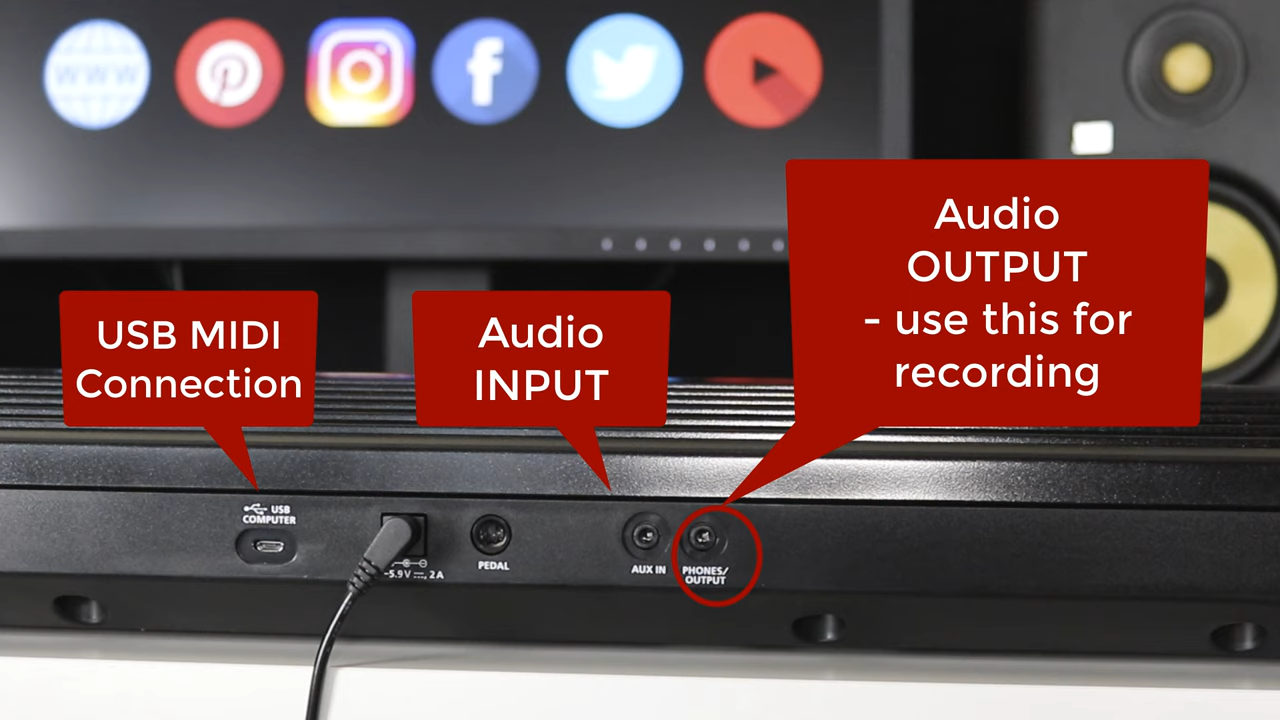 WWW
USB MIDI
Connection
Audio
INPUT
Audio
OUTPUT
- use this for
recording
USB
COMPUTER
5.9V 2A
PEDAL
AUX IN
PHONES/
OUTPUT